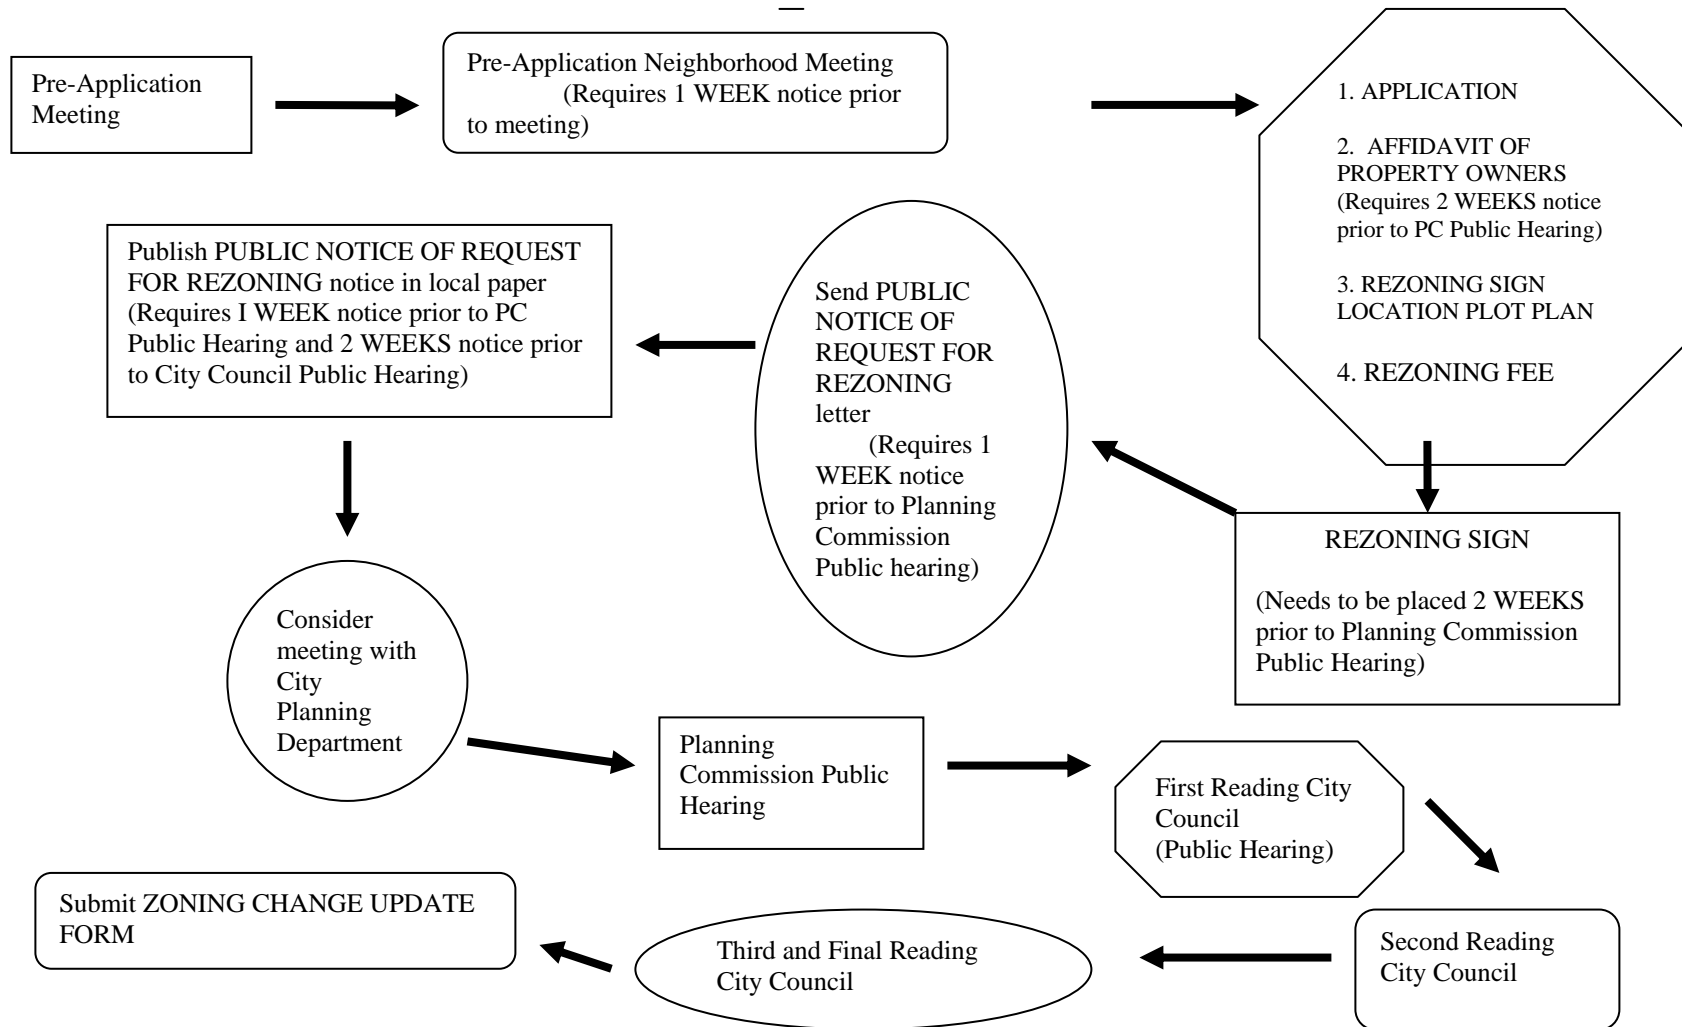 Pre-Application
Meeting
Pre-Application Neighborhood Meeting
(Requires 1 WEEK notice prior
to meeting)
1. APPLICATION
2. AFFIDAVIT OF
PROPERTY OWNERS
(Requires 2 WEEKS notice
prior to PC Public Hearing)
3. REZONING SIGN
LOCATION PLOT PLAN
4. REZONING FEE
REZONING SIGN
(Needs to be placed 2 WEEKS
prior to Planning Commission
Public Hearing)
Send PUBLIC
NOTICE OF
REQUEST FOR
REZONING
letter
(Requires 1
WEEK notice
prior to Planning
Commission
Public hearing)
Publish PUBLIC NOTICE OF REQUEST
FOR REZONING notice in local paper
(Requires I WEEK notice prior to PC
Public Hearing and 2 WEEKS notice prior
to City Council Public Hearing)
Consider
meeting with
City
Planning
Department
Planning
Commission Public
Hearing
First Reading City
Council
(Public Hearing)
Second Reading
City Council
Third and Final Reading
City Council
Submit ZONING CHANGE UPDATE
FORM